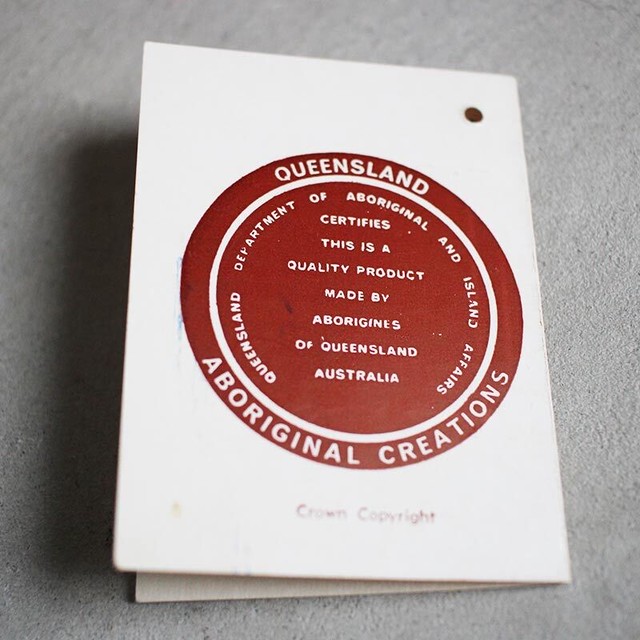 QUEENSLAND
QUEENSLAND DEPARTMENT OF ABORIGINAL AND ISLAND AFFAIRS
CERTIFIES
THIS IS A
QUALITY PRODUCT
MADE BY
ABORIGINES
OF QUEENSLAND
AUSTRALIA
ABORIGINAL CREATIONS
Crown Copyright